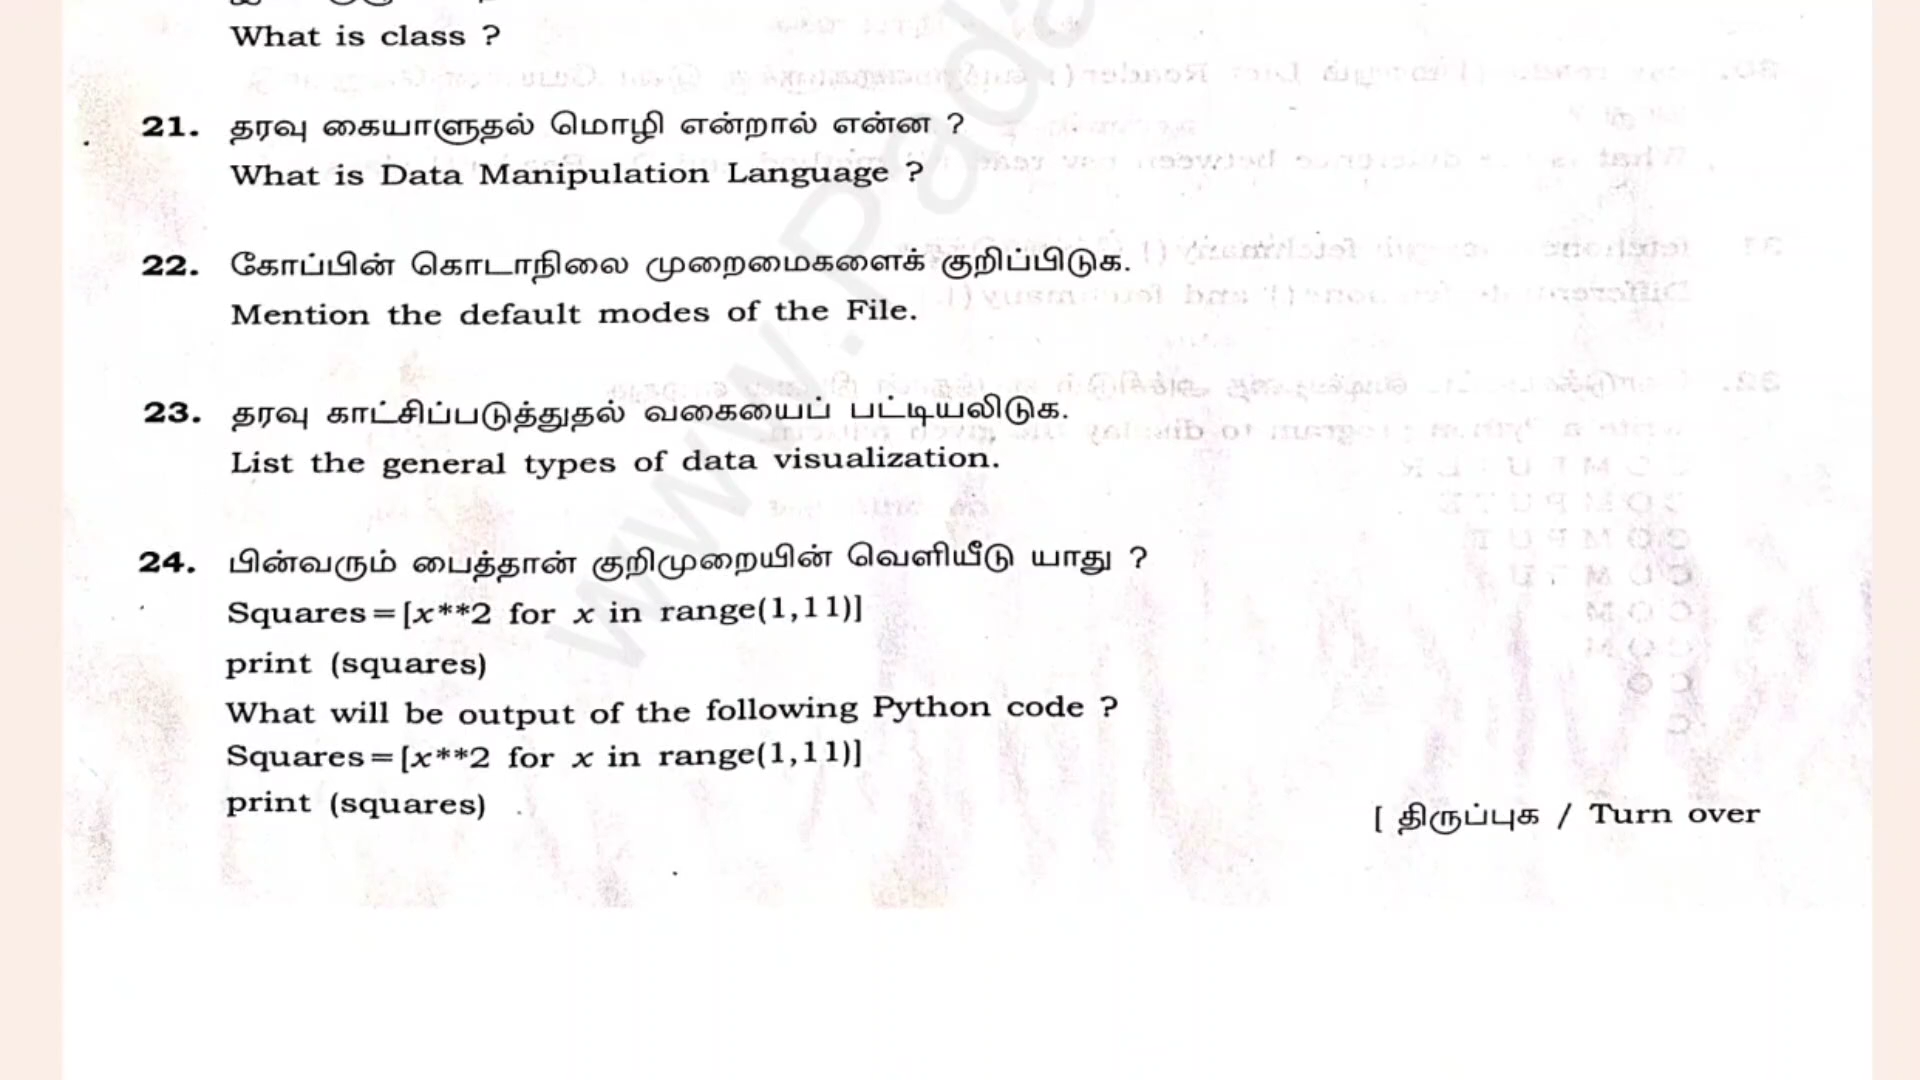 What is class ?
21. தரவு கையாளுதல் மொழி என்றால் என்ன ?
What is Data Manipulation Language ?
22. கோப்பின் கொடாநிலை முறைமைகளைக் குறிப்பிடுக.
Mention the default modes of the File.
23. தரவு காட்சிப்படுத்துதல் வகையைப் பட்டியலிடுக.
List the general types of data visualization.
24. பின்வரும் பைத்தான் குறிமுறையின் வெளியீடு யாது ?
Squares=[x**2 for x in range(1,11)]
print (squares)
What will be output of the following Python code ?
Squares=[x**2 for x in range(1,11)]
print (squares)
[ திருப்புக / Turn over
www.Pada